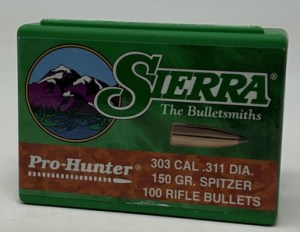 SIERRA®
The Bulletsmiths
Pro-Hunter®
303 CAL .311 DIA.
150 GR. SPITZER
100 RIFLE BULLETS